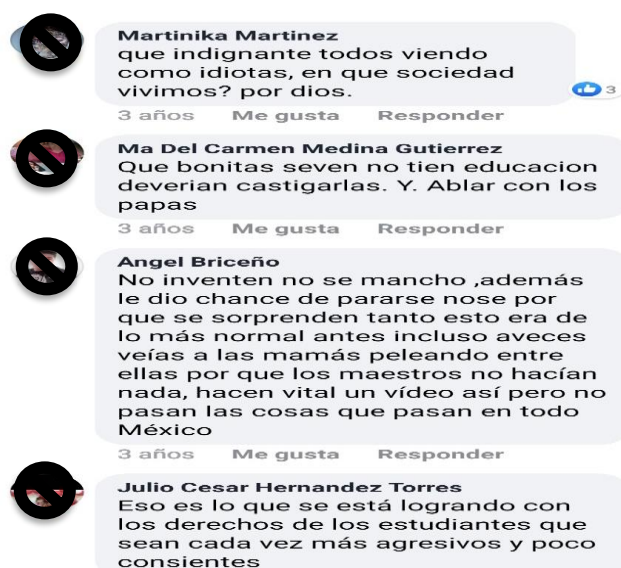 Martinika Martinez
que indignante todos viendo
como idiotas, en que sociedad
vivimos? por dios.
3
3 años Me gusta Responder
Ma Del Carmen Medina Gutierrez
Que bonitas seven no tien educacion
deverian castigarlas. Y. Ablar con los
papas
3 años Me gusta Responder
Angel Briceño
No inventen no se mancho ,además
le dio chance de pararse nose por
que se sorprenden tanto esto era de
lo más normal antes incluso aveces
veías a las mamás peleando entre
ellas por que los maestros no hacían
nada, hacen vital un vídeo así pero no
pasan las cosas que pasan en todo
México
3 años Me gusta Responder
Julio Cesar Hernandez Torres
Eso es lo que se está logrando con
los derechos de los estudiantes que
sean cada vez más agresivos y poco
consientes